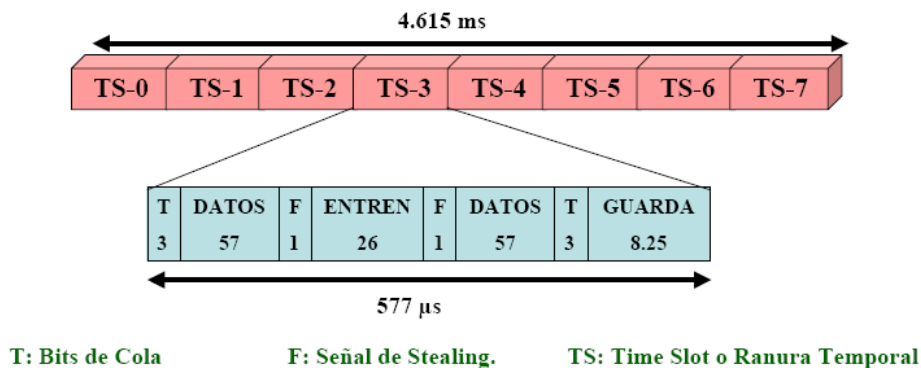 4.615 ms
TS-0 TS-1 TS-2 TS-3 TS-4 TS-5 TS-6 TS-7
T DATOS F ENTREN F DATOS T GUARDA
3 57 1 26 1 57 3 8.25
577 µs
T: Bits de Cola F: Señal de Stealing. TS: Time Slot o Ranura Temporal